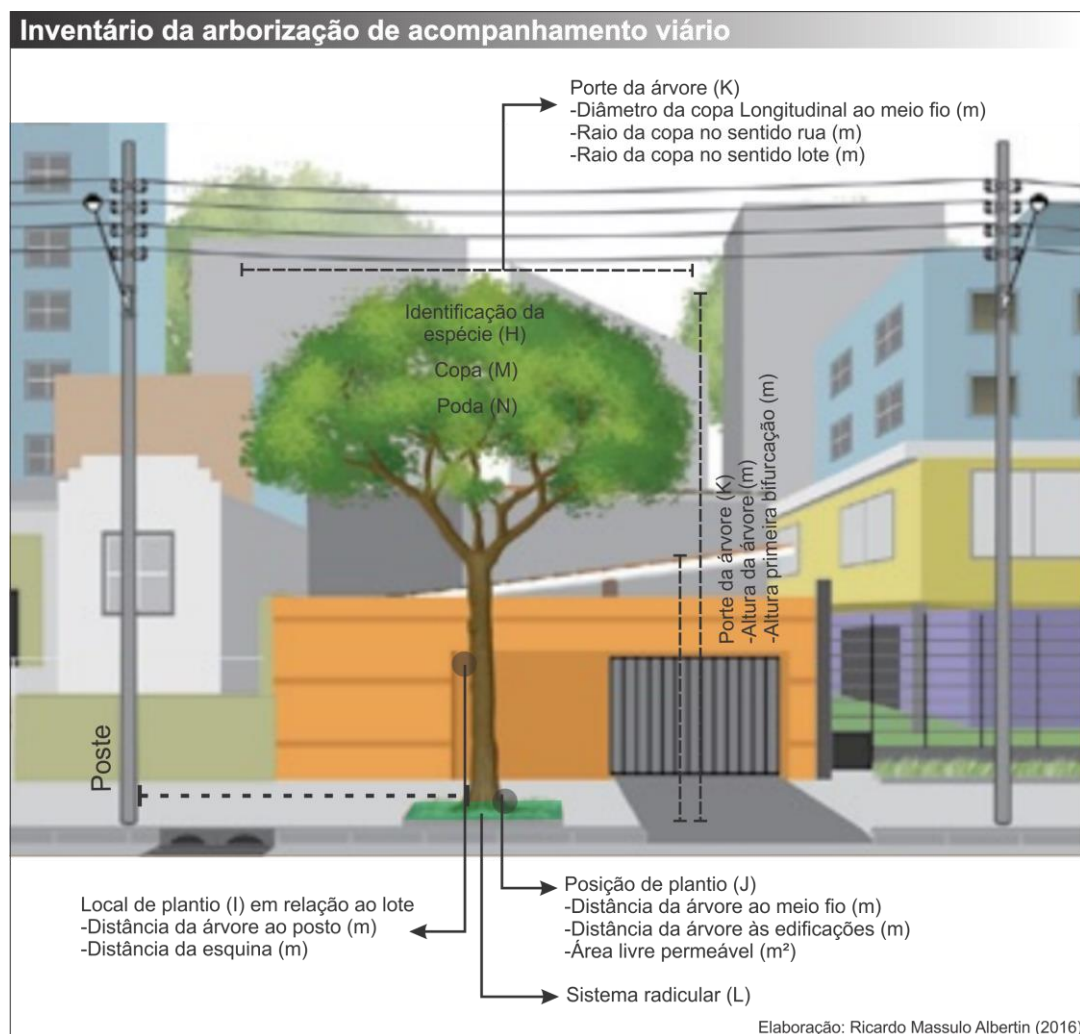 Inventário da arborização de acompanhamento viário
Porte da árvore (K)
-Diâmetro da copa Longitudinal ao meio fio (m)
-Raio da copa no sentido rua (m)
-Raio da copa no sentido lote (m)
Identificação da
espécie (H)
Copa (M)
Poda (N)
Porte da árvore (K)
-Altura da árvore (m)
-Altura primeira bifurcação (m)
Poste
Local de plantio (I) em relação ao lote
-Distância da árvore ao posto (m)
-Distância da esquina (m)
Posição de plantio (J)
-Distância da árvore ao meio fio (m)
-Distância da árvore às edificações (m)
-Área livre permeável (m²)
Sistema radicular (L)
Elaboração: Ricardo Massulo Albertin (2016)